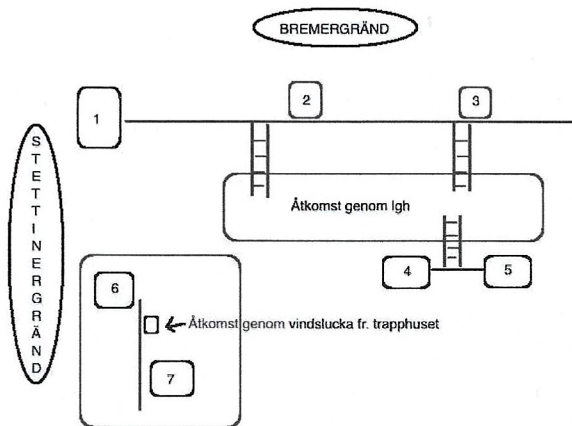 BREMERGRÄND
1
2
3
STETTINERGRÄND
Åtkomst genom lgh
4
5
6
Åtkomst genom vindslucka fr. trapphuset
7